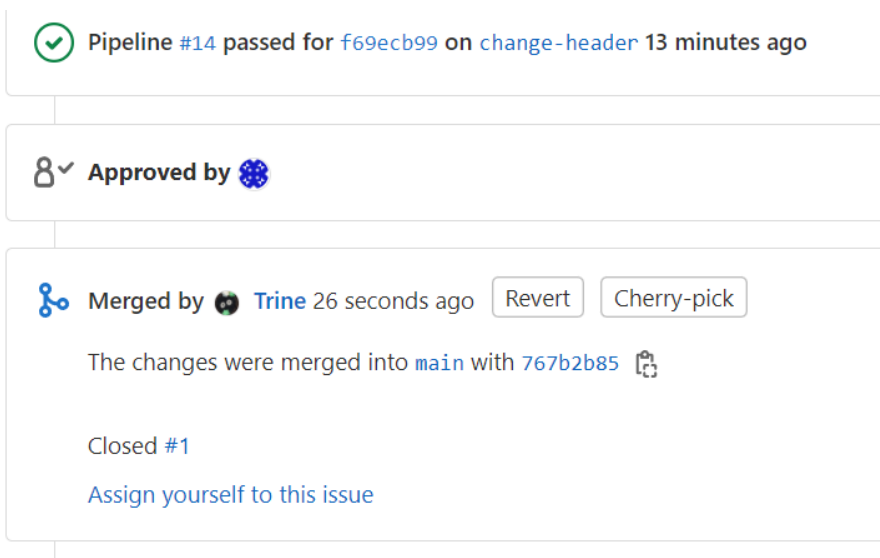 Pipeline #14 passed for f69ecb99 on change-header 13 minutes ago
Approved by
Merged by Trine 26 seconds ago Revert Cherry-pick
The changes were merged into main with 767b2b85
Closed #1
Assign yourself to this issue